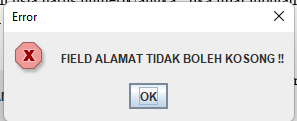 Error
FIELD ALAMAT TIDAK BOLEH KOSONG !!
OK